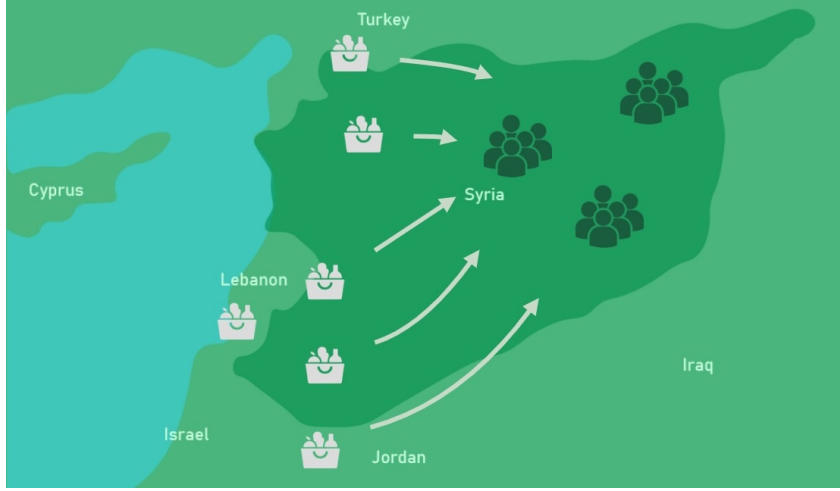 Turkey
Cyprus
Syria
Lebanon
Iraq
Israel
Jordan